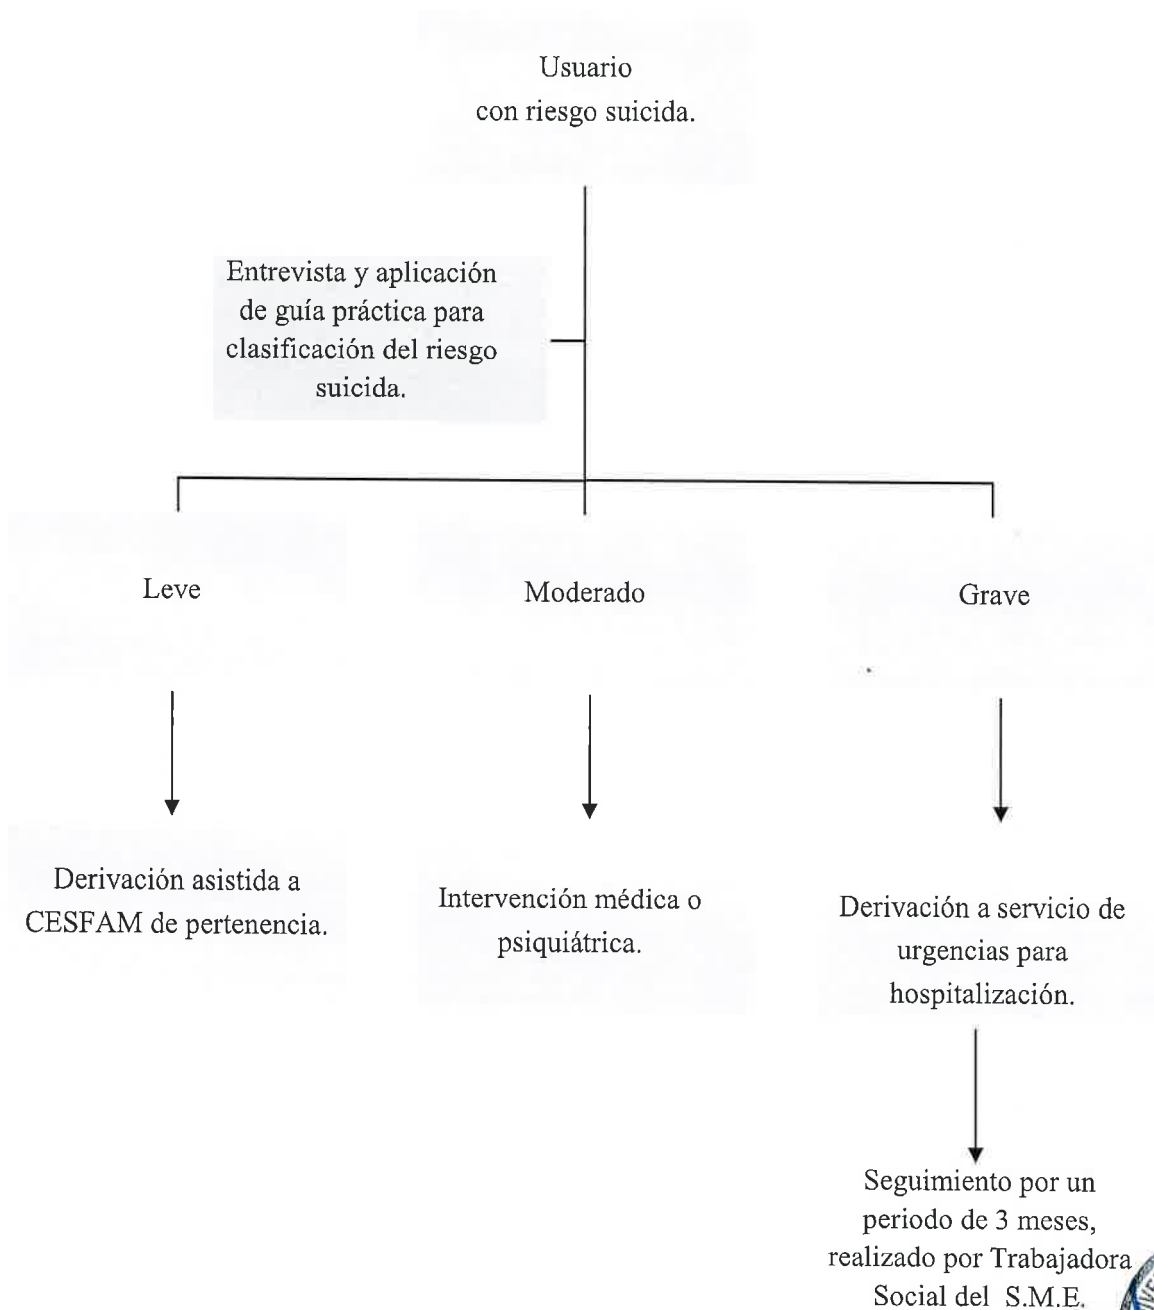 Usuario
con riesgo suicida.
Entrevista y aplicación
de guía práctica para
clasificación del riesgo
suicida.
Leve
Moderado
Grave
Derivación asistida a
CESFAM de pertenencia.
Intervención médica o
psiquiátrica.
Derivación a servicio de
urgencias para
hospitalización.
Seguimiento por un
periodo de 3 meses,
realizado por Trabajadora
Social del S.M.E.